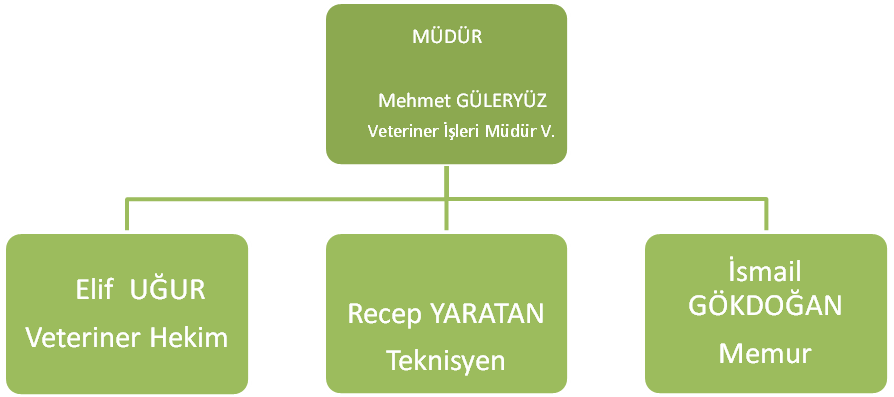 MÜDÜR
Mehmet GÜLERYÜZ
Veteriner İşleri Müdür V.
Elif UĞUR
Veteriner Hekim
Recep YARATAN
Teknisyen
İsmail
GÖKDOĞAN
Memur